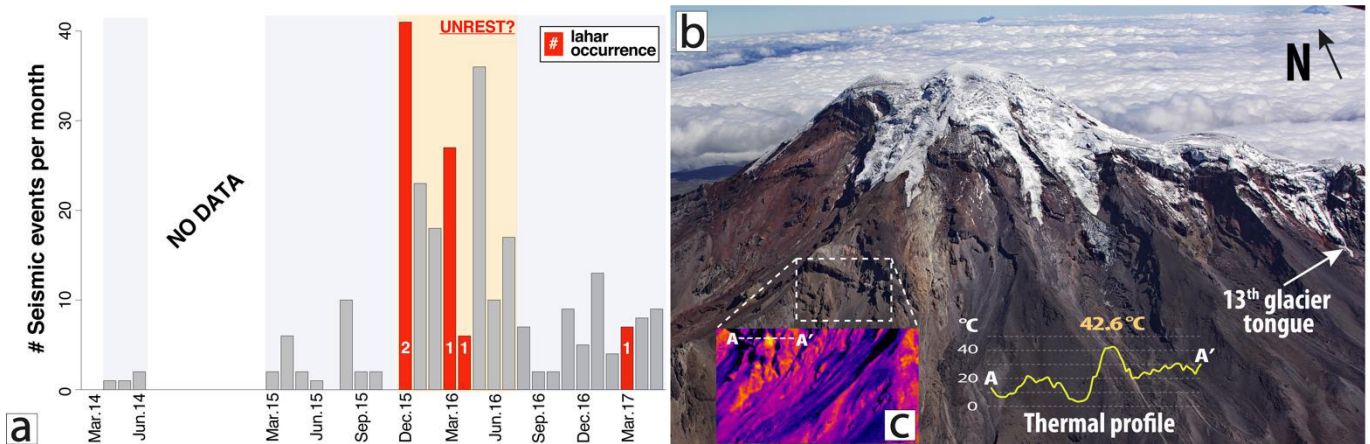 a
# Seismic events per month
40
30
20
10
0
NO DATA
UNREST?
# lahar
occurrence
2
1
1
1
Mar.14
Jun.14
Mar.15
Jun.15
Sep.15
Dec.15
Mar.16
Jun.16
Sep.16
Dec.16
Mar.17
b
N
13th glacier
tongue
A
A'
c
°C
42.6 °C
40
20
0
A
A'
Thermal profile